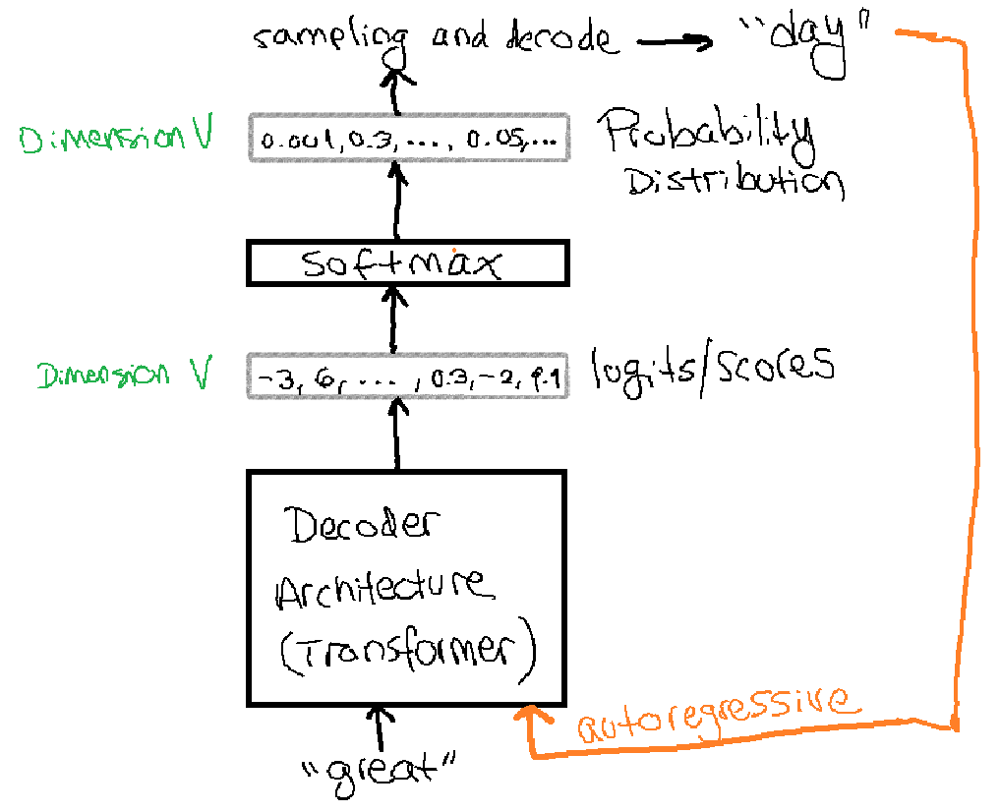 sampling and decode → "day"
Dimension V
0.001, 0.3, ..., 0.05, ...
Probability
Distribution
Softmax
Dimension V
-3, 6, ...., 0.3, -2, 9.1
logits/scores
Decoder
Architecture
(Transformer)
autoregressive
"great"